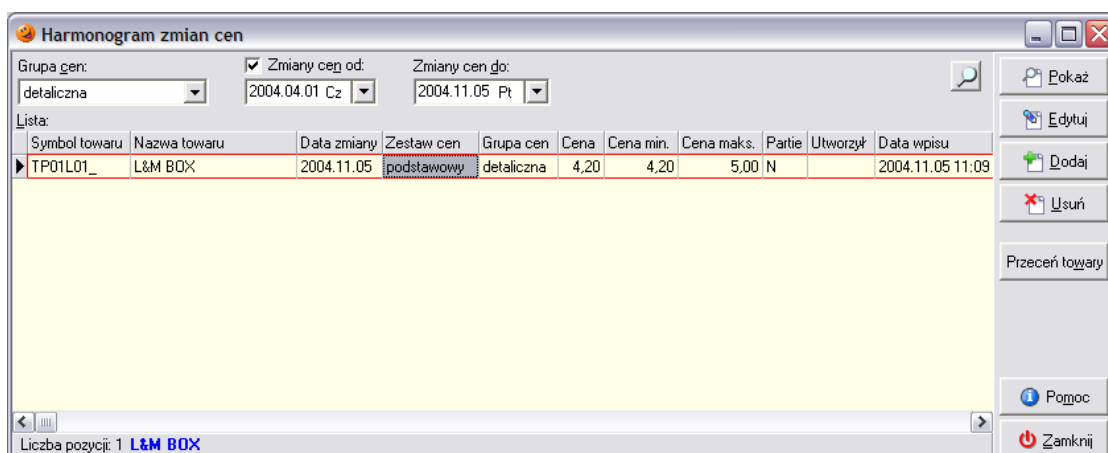 Harmonogram zmian cen
Grupa cen: Zmiany cen od: Zmiany cen do:
detaliczna 2004.04.01 Cz 2004.11.05 Pt
Lista:
Symbol towaru Nazwa towaru Data zmiany Zestaw cen Grupa cen Cena Cena min. Cena maks. Partie Utworzył Data wpisu
TP01L01_ L&M BOX 2004.11.05 podstawowy detaliczna 4,20 4,20 5,00 N 2004.11.05 11:09
Liczba pozycji: 1 L&M BOX
Pokaż
Edytuj
Dodaj
Usuń
Przeceń towary
Pomoc
Zamknij